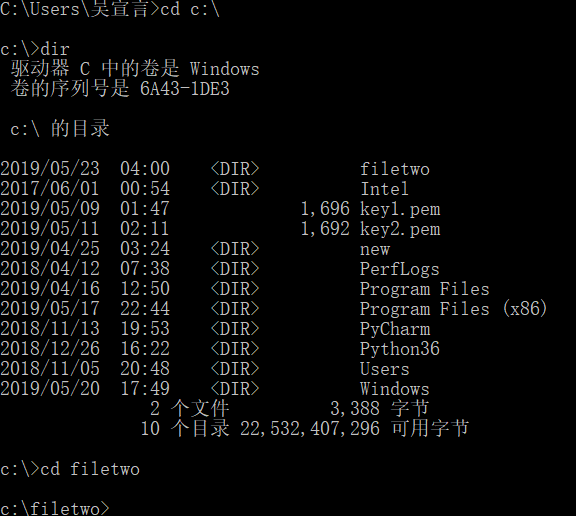 C:\Users\吴宣言>cd c:\
c:\>dir
驱动器 C 中的卷是 Windows
卷的序列号是 6A43-1DE3
c:\ 的目录
2019/05/23  04:00    <DIR>          filetwo
2017/06/01  00:54    <DIR>          Intel
2019/05/09  01:47             1,696 key1.pem
2019/05/11  02:11             1,692 key2.pem
2019/04/25  03:24    <DIR>          new
2018/04/12  07:38    <DIR>          PerfLogs
2019/04/16  12:50    <DIR>          Program Files
2019/05/17  22:44    <DIR>          Program Files (x86)
2018/11/13  19:53    <DIR>          PyCharm
2018/12/26  16:22    <DIR>          Python36
2018/11/05  20:48    <DIR>          Users
2019/05/20  17:49    <DIR>          Windows
2 个文件          3,388 字节
10 个目录 22,532,407,296 可用字节
c:\>cd filetwo
c:\filetwo>